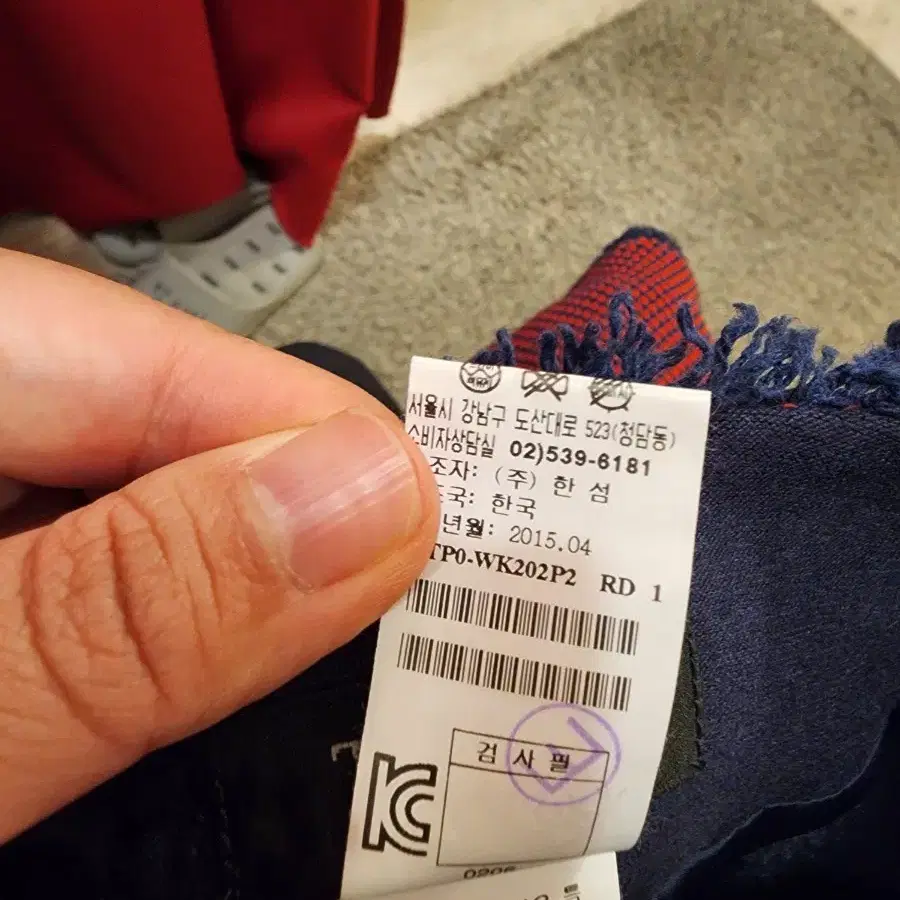 서울시 강남구 도산대로 523(청담동)
소비자상담실 02)539-6181
조자: (주) 한 섬
국: 한국
년월: 2015.04
TP0-WK202P2 RD 1
검 사 필
KC
0206